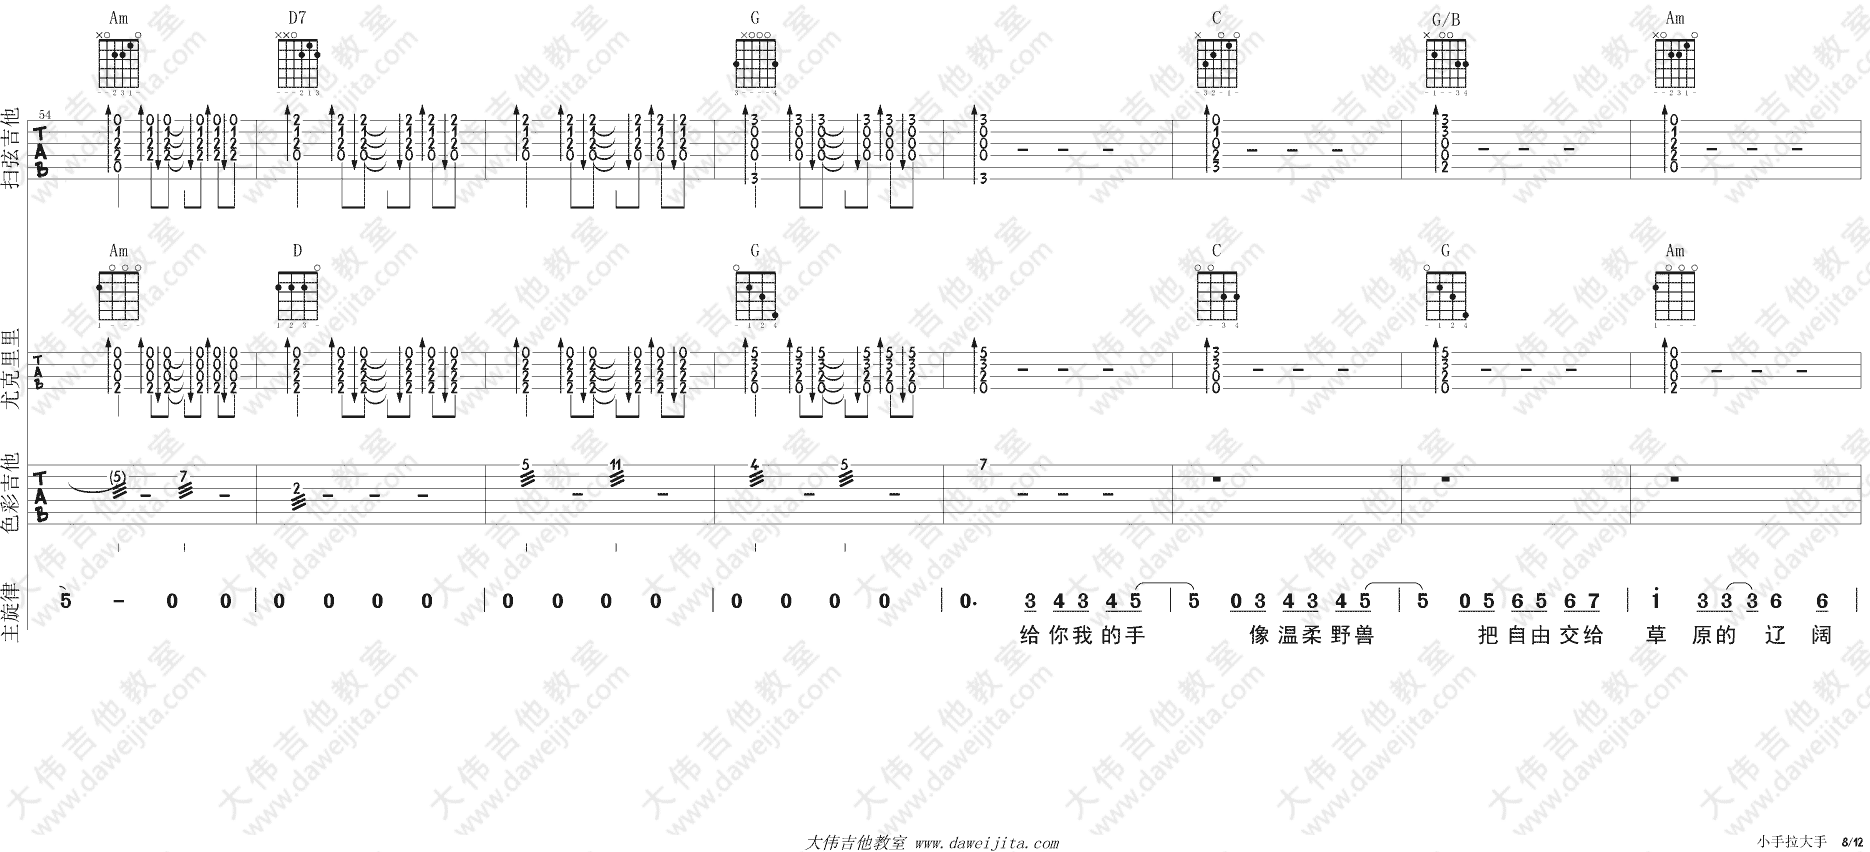 Am D7 G C G/B Am
扫弦吉他
54
T A B
Am D G C G Am
尤克里里
T A B
色彩吉他
T A B
(5) 7 2 5 11 4 5 7
主旋律
5 - 0 0 | 0 0 0 0 | 0 0 0 0 | 0 0 0 0 | 0. 3 4 3 4 5 | 5 0 3 4 3 4 5 | 5 0 5 6 5 6 7 | i 3 3 3 6 6 |
给 你 我 的 手 像 温 柔 野 兽 把 自 由 交 给 草 原 的 辽 阔
大伟吉他教室 www.daweijita.com
小手拉大手 8/12